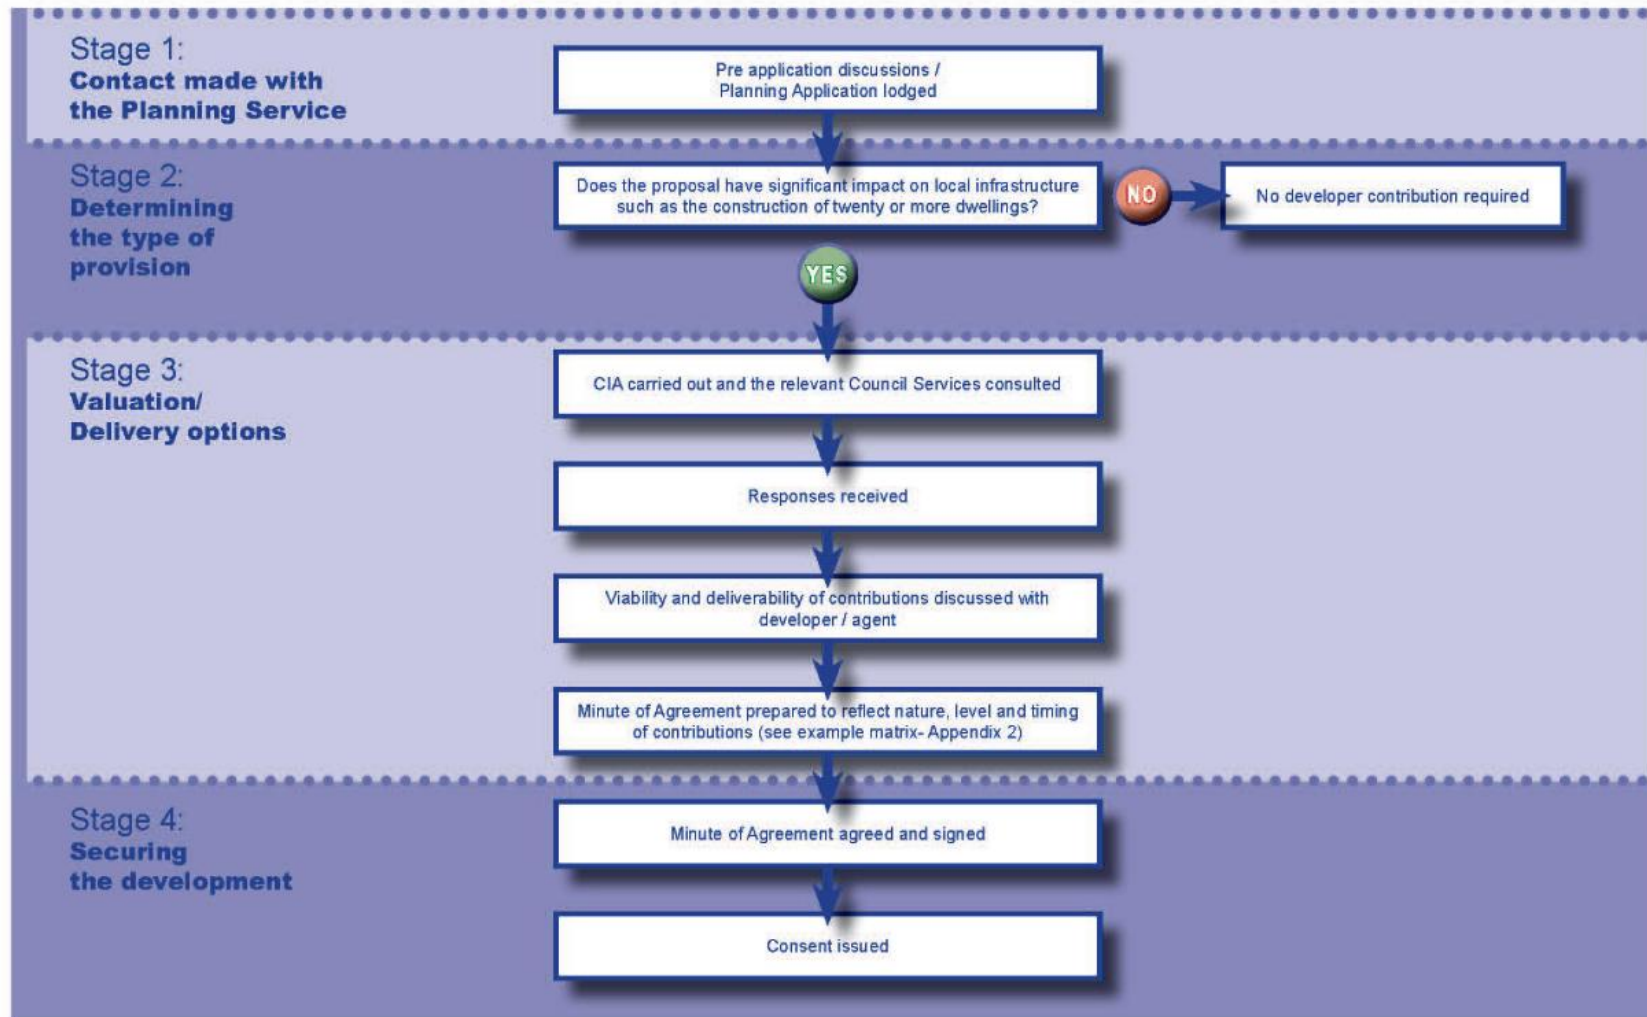 Stage 1:
Contact made with
the Planning Service
Pre application discussions /
Planning Application lodged
Stage 2:
Determining
the type of
provision
Does the proposal have significant impact on local infrastructure
such as the construction of twenty or more dwellings?
NO
No developer contribution required
YES
Stage 3:
Valuation/
Delivery options
CIA carried out and the relevant Council Services consulted
Responses received
Viability and deliverability of contributions discussed with
developer / agent
Minute of Agreement prepared to reflect nature, level and timing
of contributions (see example matrix- Appendix 2)
Stage 4:
Securing
the development
Minute of Agreement agreed and signed
Consent issued